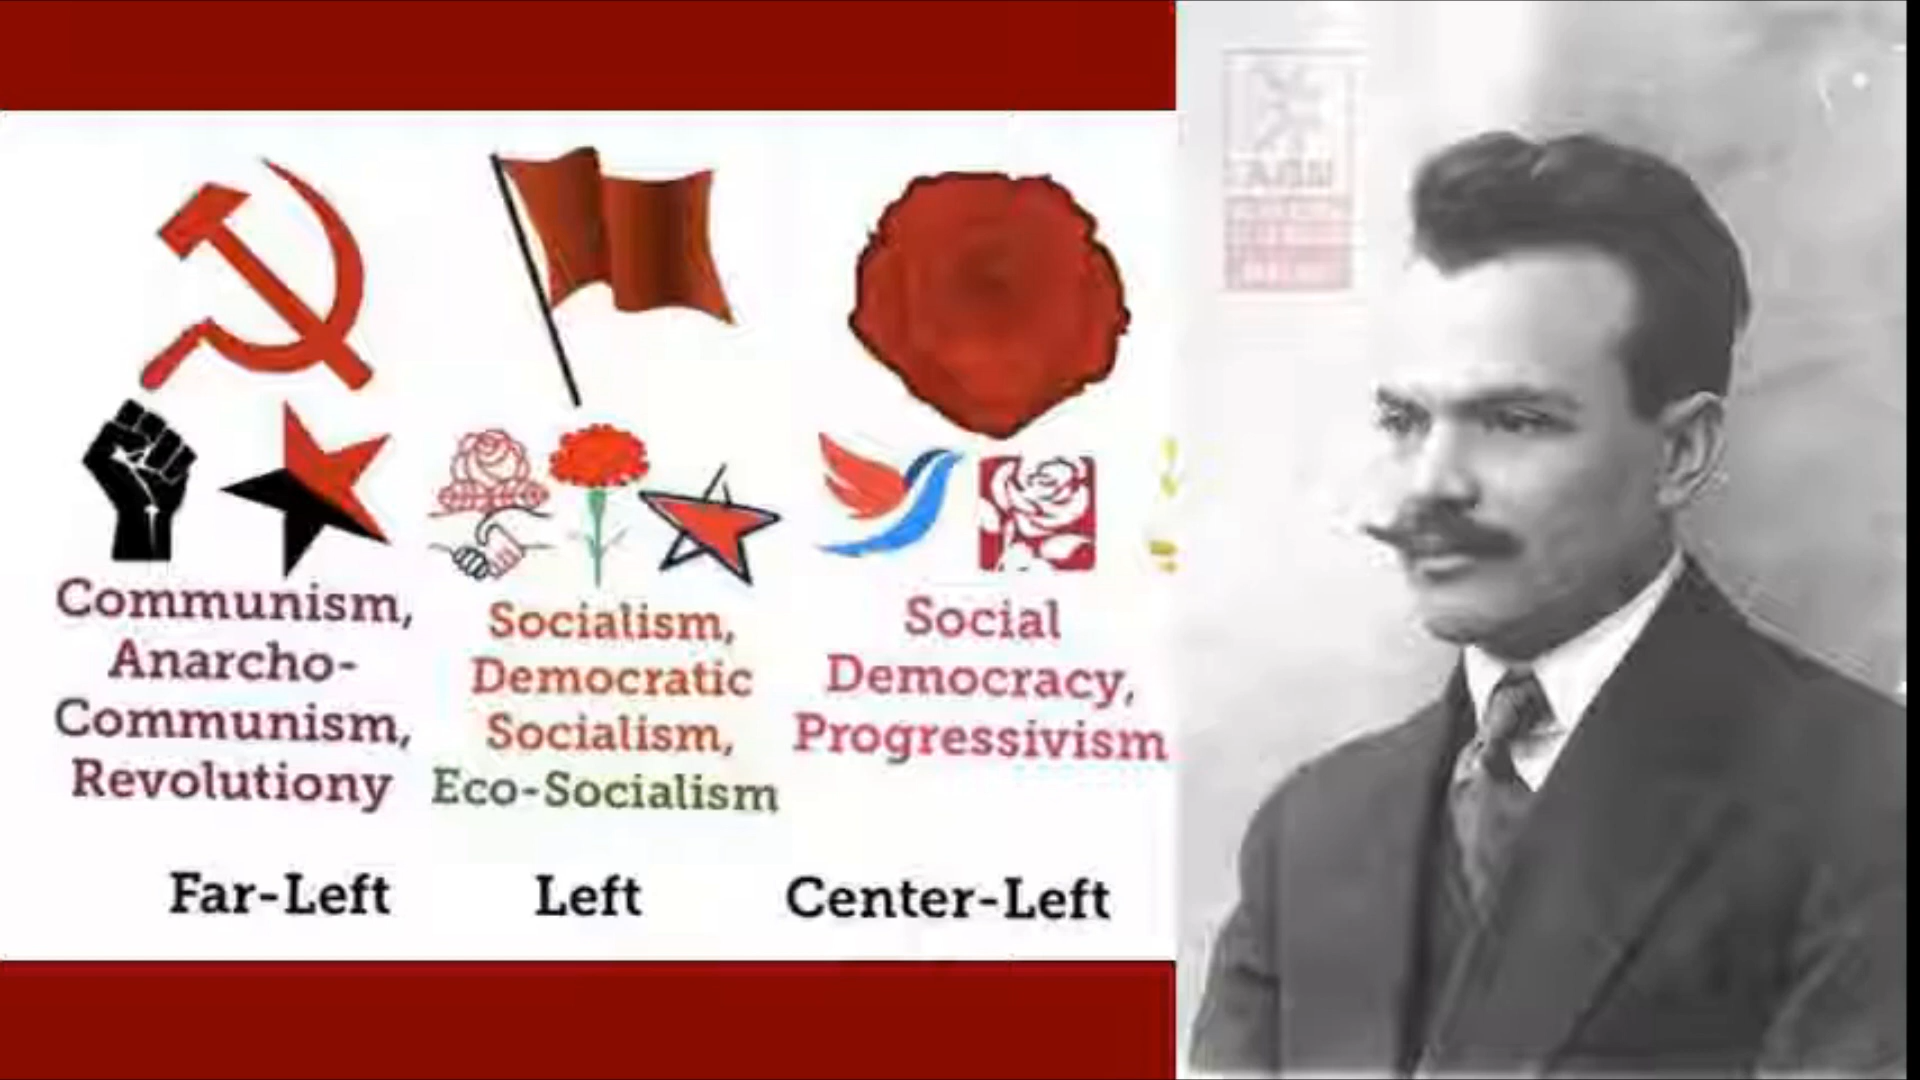 Communism,
Anarcho-
Communism,
Revolutiony
Far-Left
Socialism,
Democratic
Socialism,
Eco-Socialism
Left
Social
Democracy,
Progressivism
Center-Left